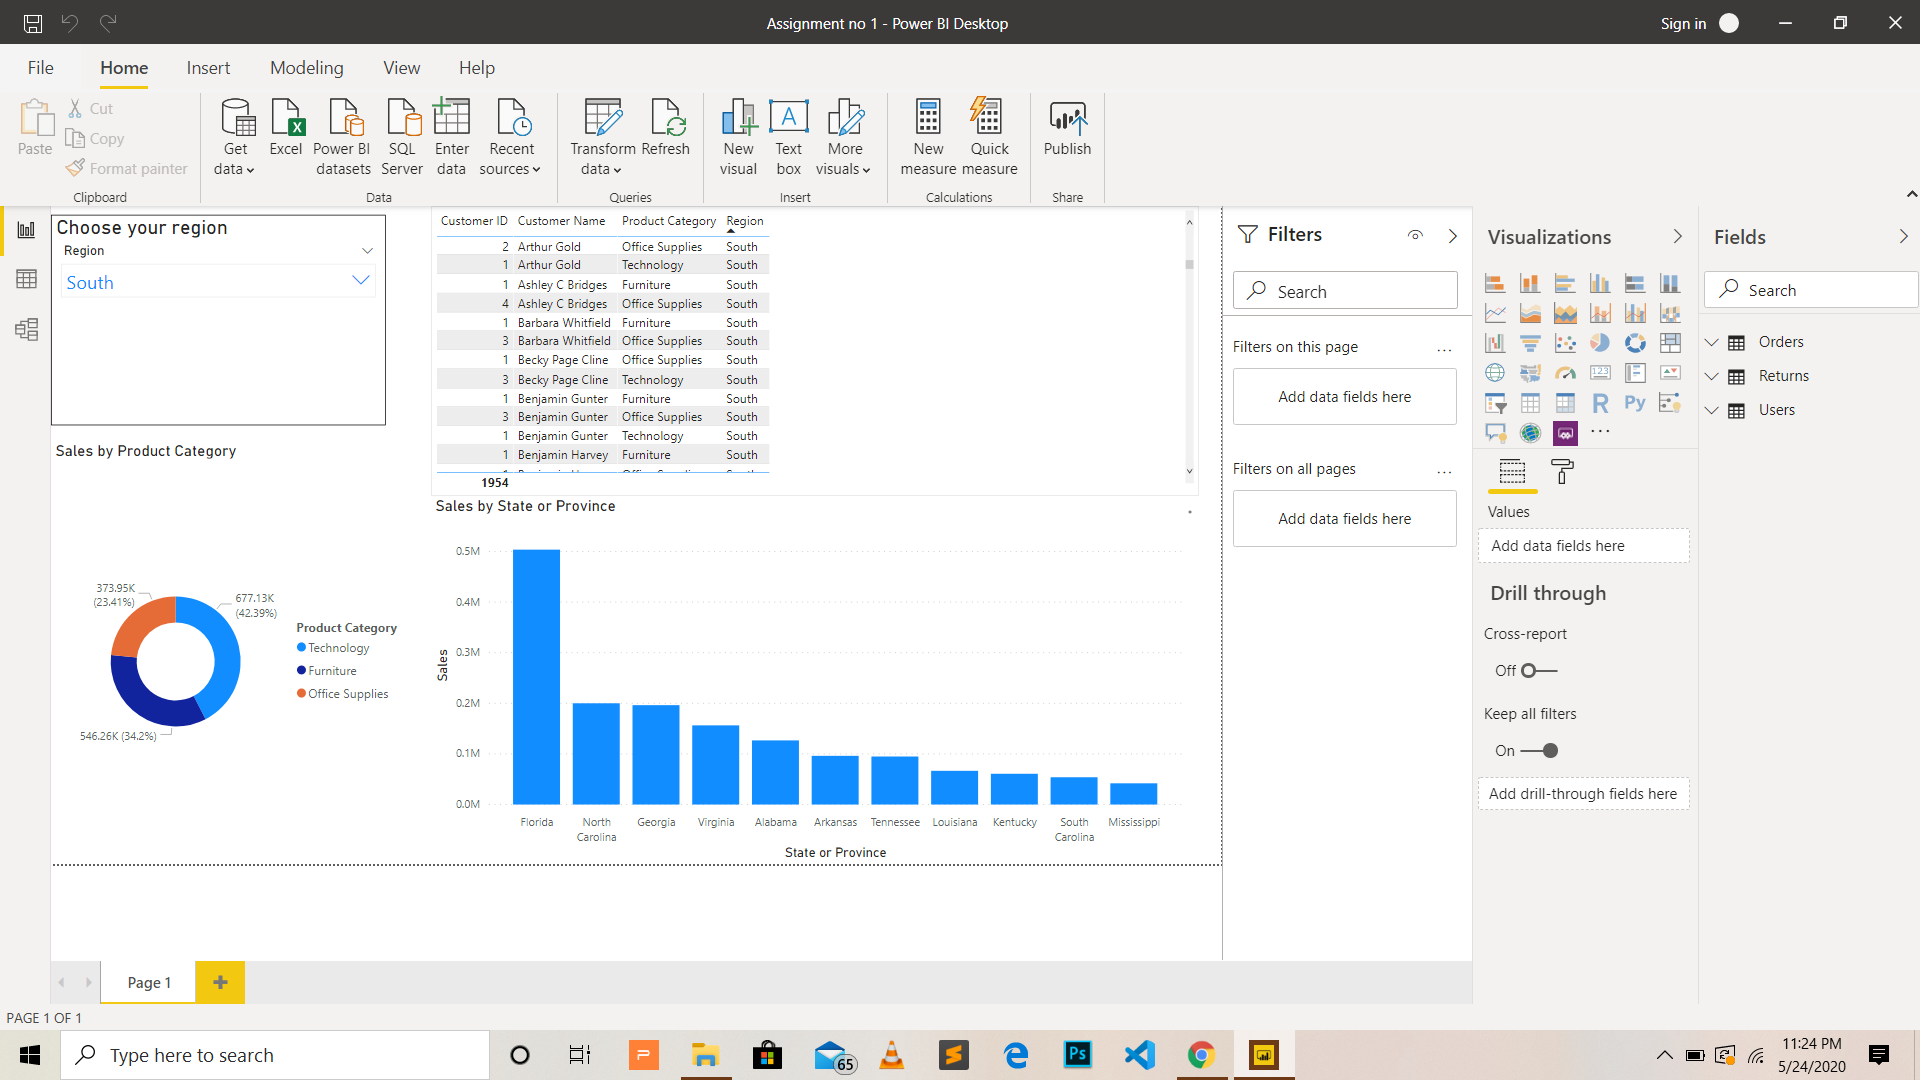 Assignment no 1 - Power BI Desktop
Sign in
File Home Insert Modeling View Help
Paste
Cut
Copy
Format painter
Clipboard
Get data
Excel
Power BI datasets
SQL Server
Enter data
Recent sources
Data
Transform data
Refresh
Queries
New visual
Text box
More visuals
Insert
New measure
Quick measure
Calculations
Publish
Share
Choose your region
Region
South
Customer ID Customer Name Product Category Region
2 Arthur Gold Office Supplies South
1 Arthur Gold Technology South
1 Ashley C Bridges Furniture South
4 Ashley C Bridges Office Supplies South
1 Barbara Whitfield Furniture South
3 Barbara Whitfield Office Supplies South
1 Becky Page Cline Office Supplies South
3 Becky Page Cline Technology South
1 Benjamin Gunter Furniture South
3 Benjamin Gunter Office Supplies South
1 Benjamin Gunter Technology South
1 Benjamin Harvey Furniture South
1954
Sales by Product Category
373.95K
(23.41%)
677.13K
(42.39%)
546.26K (34.2%)
Product Category
Technology
Furniture
Office Supplies
Sales by State or Province
Sales
0.5M
0.4M
0.3M
0.2M
0.1M
0.0M
Florida
North Carolina
Georgia
Virginia
Alabama
Arkansas
Tennessee
Louisiana
Kentucky
South Carolina
Mississippi
State or Province
Filters
Search
Filters on this page
...
Add data fields here
Filters on all pages
...
Add data fields here
Visualizations
123
R
Py
...
Values
Add data fields here
Drill through
Cross-report
Off
Keep all filters
On
Add drill-through fields here
Fields
Search
Orders
Returns
Users
Page 1
PAGE 1 OF 1
Type here to search
65
Ps
11:24 PM
5/24/2020